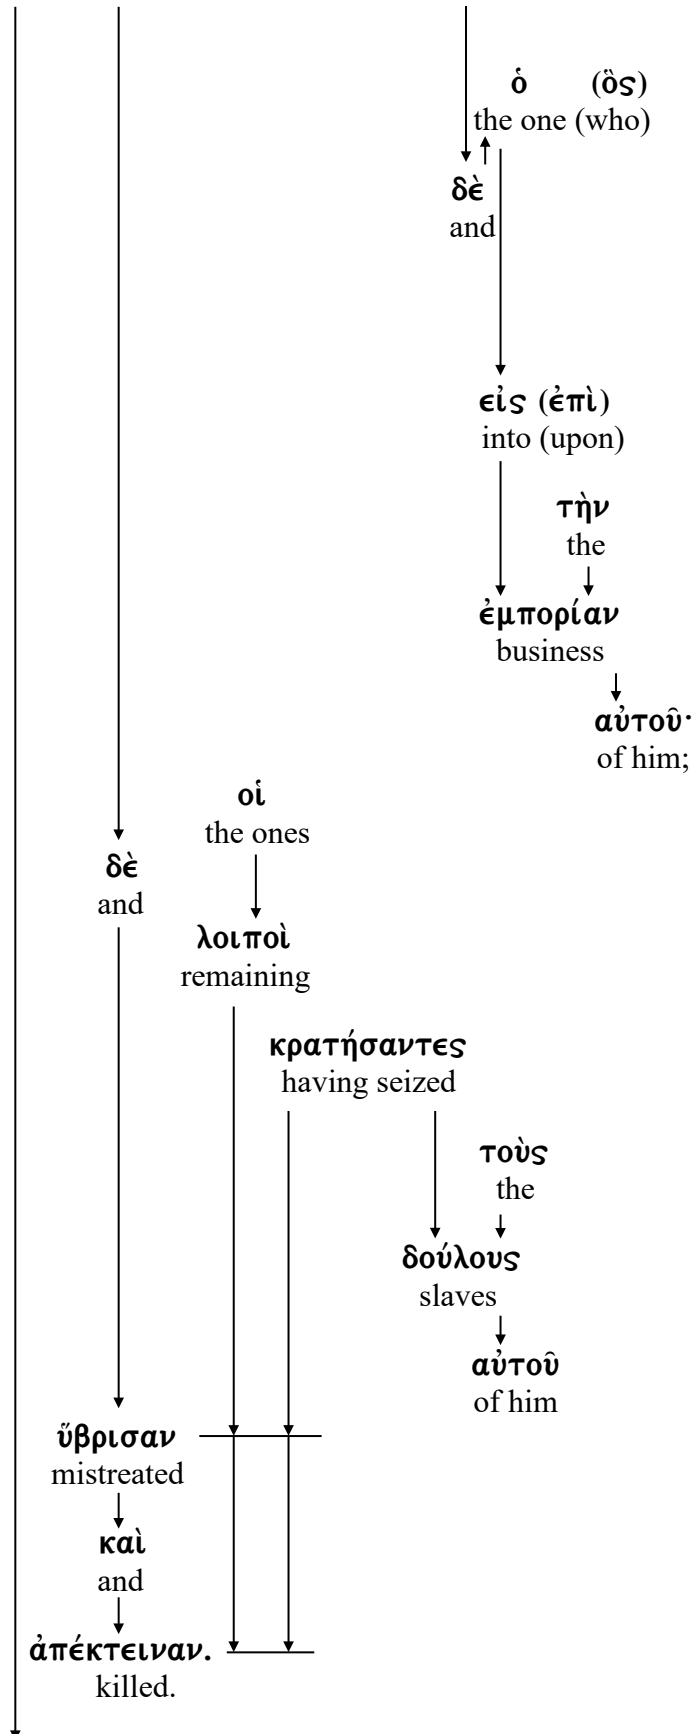 ὁ (ὃς)
the one (who)
δὲ
and
εἰς (ἐπὶ)
into (upon)
τὴν
the
ἐμπορίαν
business
αὐτοῦ·
of him;
οἱ
the ones
δὲ
and
λοιποὶ
remaining
κρατήσαντες
having seized
τοὺς
the
δούλους
slaves
αὐτοῦ
of him
ὕβρισαν
mistreated
καὶ
and
ἀπέκτειναν.
killed.